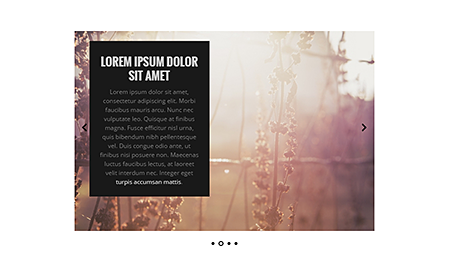 LOREM IPSUM DOLOR
SIT AMET
Lorem ipsum dolor sit amet,
consectetur adipiscing elit. Morbi
faucibus mauris arcu. Nunc nec
vulputate leo. Quisque at finibus
magna. Fusce efficitur nisl sem,
quis bibendum nibh pellentesque
vel. Duis congue odio ante, ut
finibus nisi posuere non. Maecenas
luctus faucibus lectus, at laoreet
velit interdum nec. Integer eget
turpis accumsan mattis.